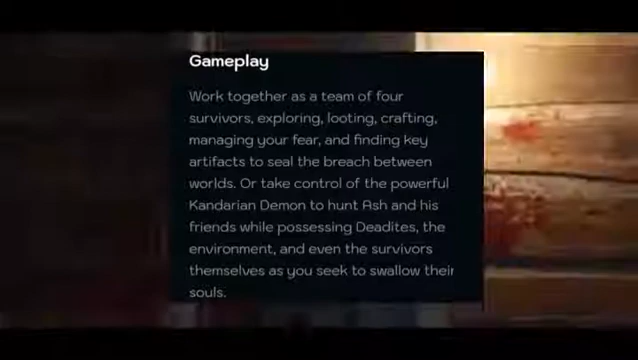 Gameplay
Work together as a team of four
survivors, exploring, looting, crafting,
managing your fear, and finding key
artifacts to seal the breach between
worlds. Or take control of the powerful
Kandarian Demon to hunt Ash and his
friends while possessing Deadites, the
environment, and even the survivors
themselves as you seek to swallow their
souls.